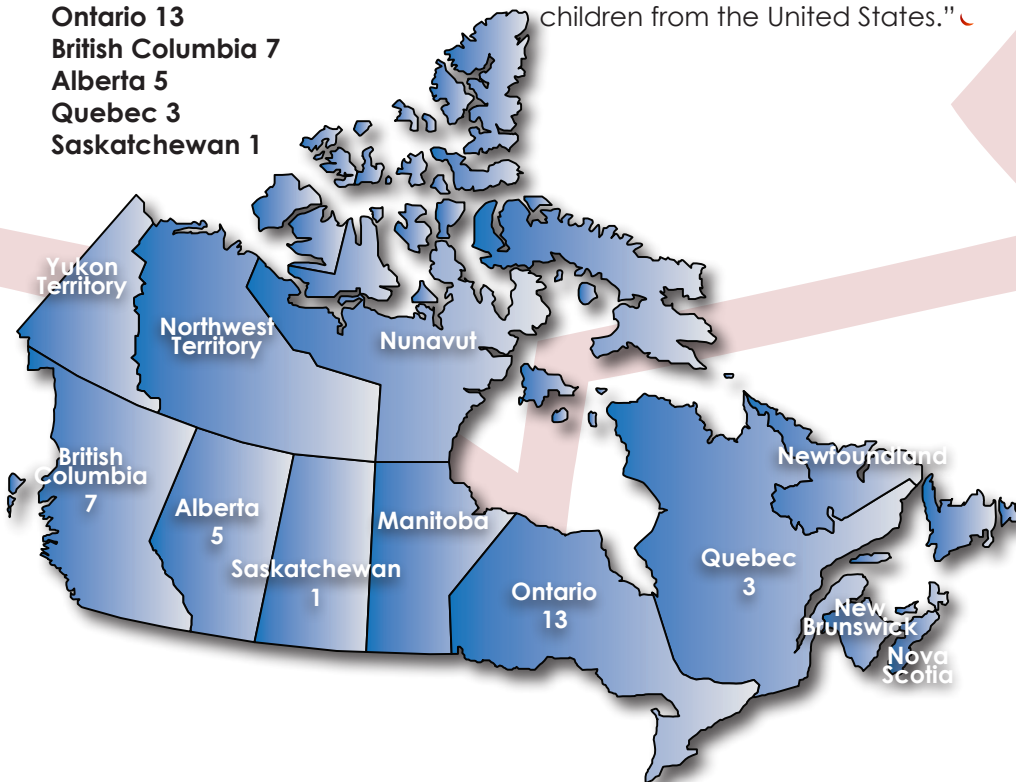 Ontario 13
British Columbia 7
Alberta 5
Quebec 3
Saskatchewan 1
children from the United States.”
Yukon
Territory
Northwest
Territory
Nunavut
British
Columbia
7
Alberta
5
Saskatchewan
1
Manitoba
Ontario
13
Quebec
3
Newfoundland
New
Brunswick
Nova
Scotia